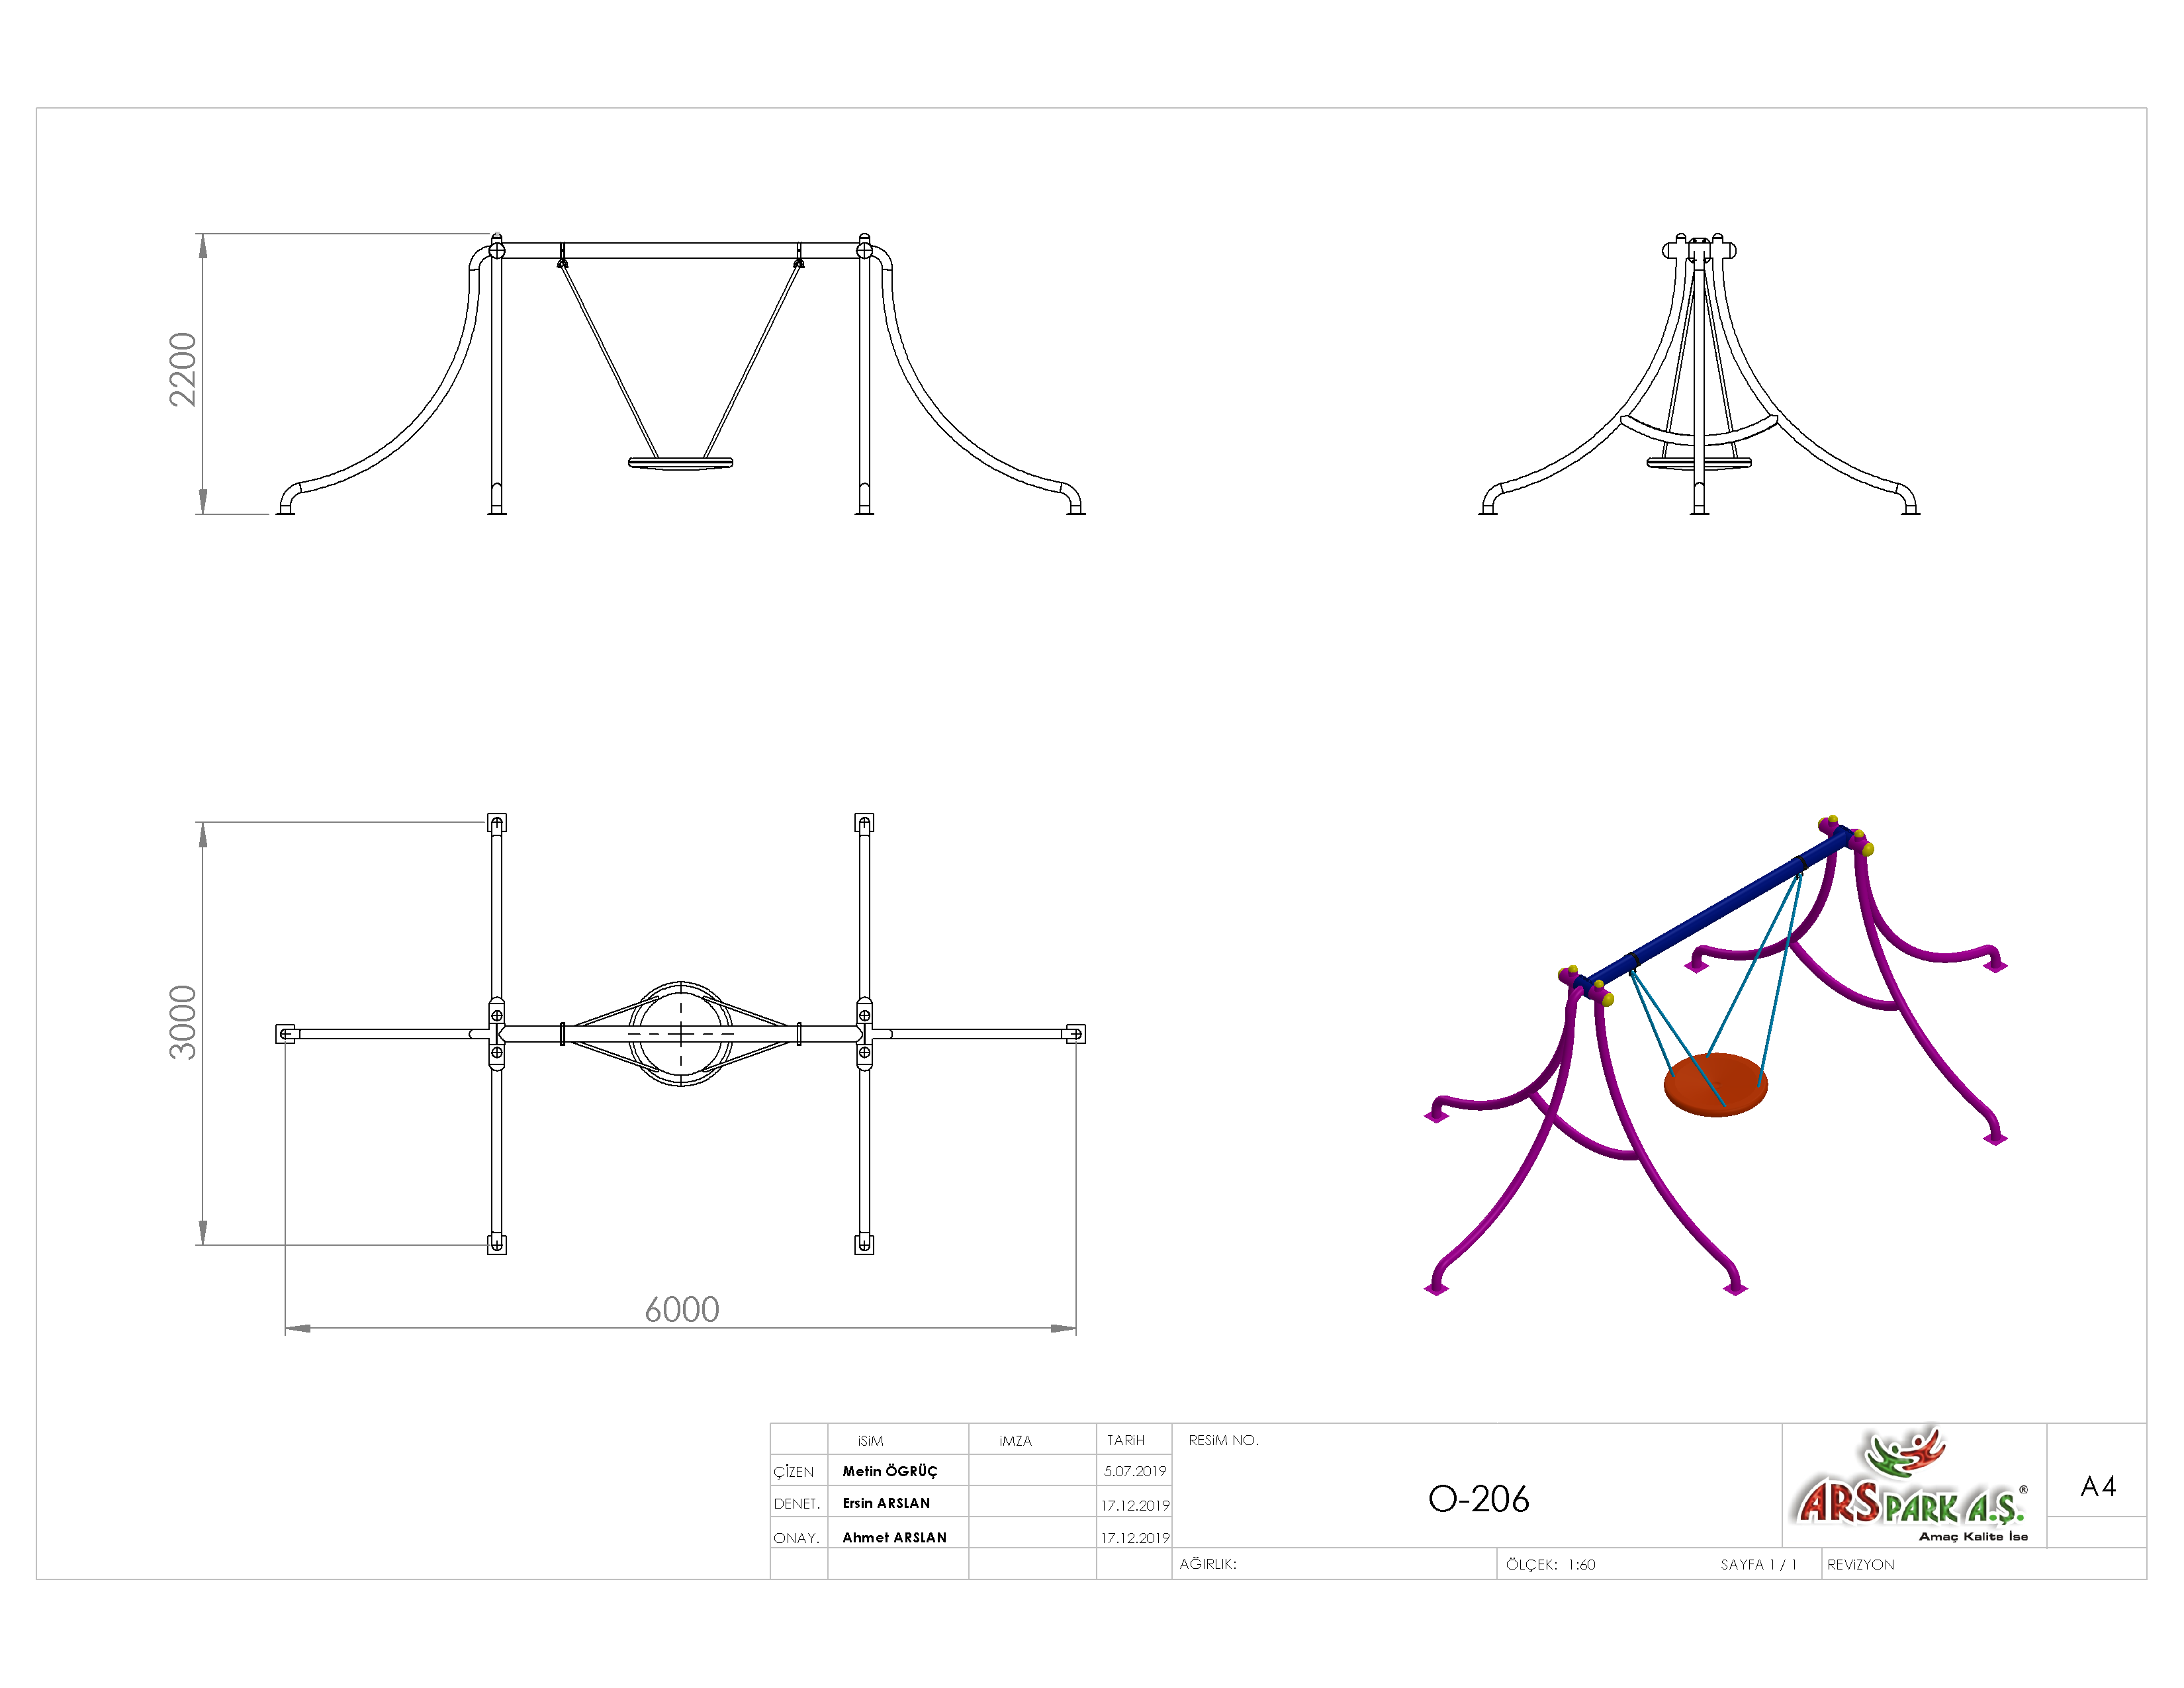 2200
3000
6000
İSİM
İMZA
TARİH
RESİM NO.
ÇİZEN
Metin ÖGRÜÇ
5.07.2019
DENET.
Ersin ARSLAN
17.12.2019
ONAY.
Ahmet ARSLAN
17.12.2019
O-206
ARSPARK A.Ş.®
Amaç Kalite İse
A4
AĞIRLIK:
ÖLÇEK: 1:60
SAYFA 1 / 1
REVİZYON